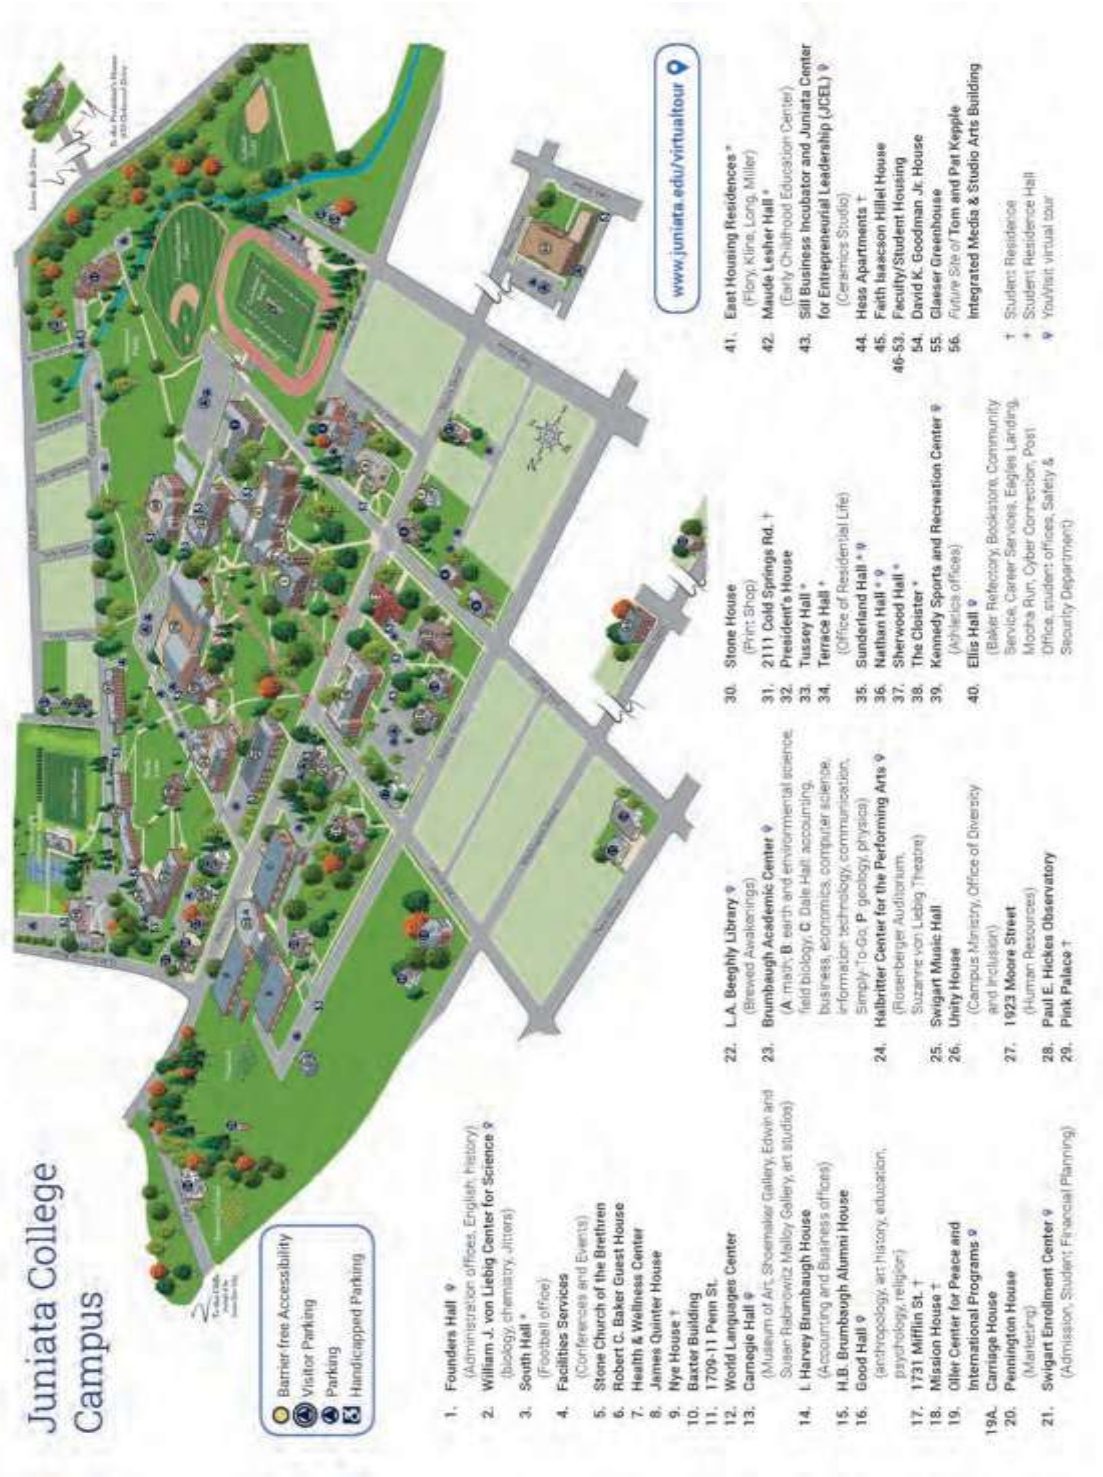 Juniata College
Campus
Barrier-free Accessibility
Visitor Parking
Parking
Handicapped Parking
To the President's House
1. Founders Hall
(Administration offices, English, history)
2. William J. von Liebig Center for Science
(biology, chemistry, Jitters)
3. South Hall *
(Football office)
4. Facilities Services
(Conferences and Events)
5. Stone Church of the Brethren
6. Robert C. Baker Guest House
7. Health & Wellness Center
8. James Quinter House
9. Nye House †
10. Baxter Building
11. 1709-11 Penn St.
12. World Languages Center
13. Carnegie Hall
(Museum of Art, Shoemaker Gallery, Edwin and
Susan Rabinowitz Malloy Gallery, art studios)
14. I. Harvey Brumbaugh House
(Accounting and Business offices)
15. H.B. Brumbaugh Alumni House
16. Good Hall
(anthropology, art history, education,
psychology, religion)
17. 1731 Mifflin St. †
18. Mission House †
19. Oller Center for Peace and
International Programs
19A. Carriage House
20. Pennington House
(Marketing)
21. Swigart Enrollment Center
(Admission, Student Financial Planning)
22. L.A. Beeghly Library
(Brewed Awakenings)
23. Brumbaugh Academic Center
(A: math; B: earth and environmental science,
field biology; C: Dale Hall: accounting,
business, economics, computer science,
information technology, communication,
Simply To-Go; P: geology, physics)
24. Halbritter Center for the Performing Arts
(Rosenberger Auditorium,
Suzanne von Liebig Theatre)
25. Swigart Music Hall
26. Unity House
(Campus Ministry, Office of Diversity
and Inclusion)
27. 1923 Moore Street
(Human Resources)
28. Paul E. Hickes Observatory
29. Pink Palace †
30. Stone House
(Print Shop)
31. 2111 Cold Springs Rd. †
32. President's House
33. Tussey Hall *
34. Terrace Hall *
(Office of Residential Life)
35. Sunderland Hall *
36. Nathan Hall *
37. Sherwood Hall *
38. The Cloister *
39. Kennedy Sports and Recreation Center
(Athletics offices)
40. Ellis Hall
(Baker Refectory, Bookstore, Community
Service, Career Services, Eagles Landing,
Mocha Run, Cyber Connection, Post
Office, student offices, Safety &
Security Department)
www.juniata.edu/virtualtour
41. East Housing Residences *
(Flory, Kline, Long, Miller)
42. Maude Lesher Hall *
(Early Childhood Education Center)
43. Sill Business Incubator and Juniata Center
for Entrepreneurial Leadership (JCEL)
(Ceramics Studio)
44. Hess Apartments †
45. Faith Isaacson Hillel House
46-53. Faculty/Student Housing
54. David K. Goodman Jr. House
55. Glaeser Greenhouse
56. Future Site of Tom and Pat Kepple
Integrated Media & Studio Arts Building
† Student Residence
* Student Residence Hall
YouVisit virtual tour